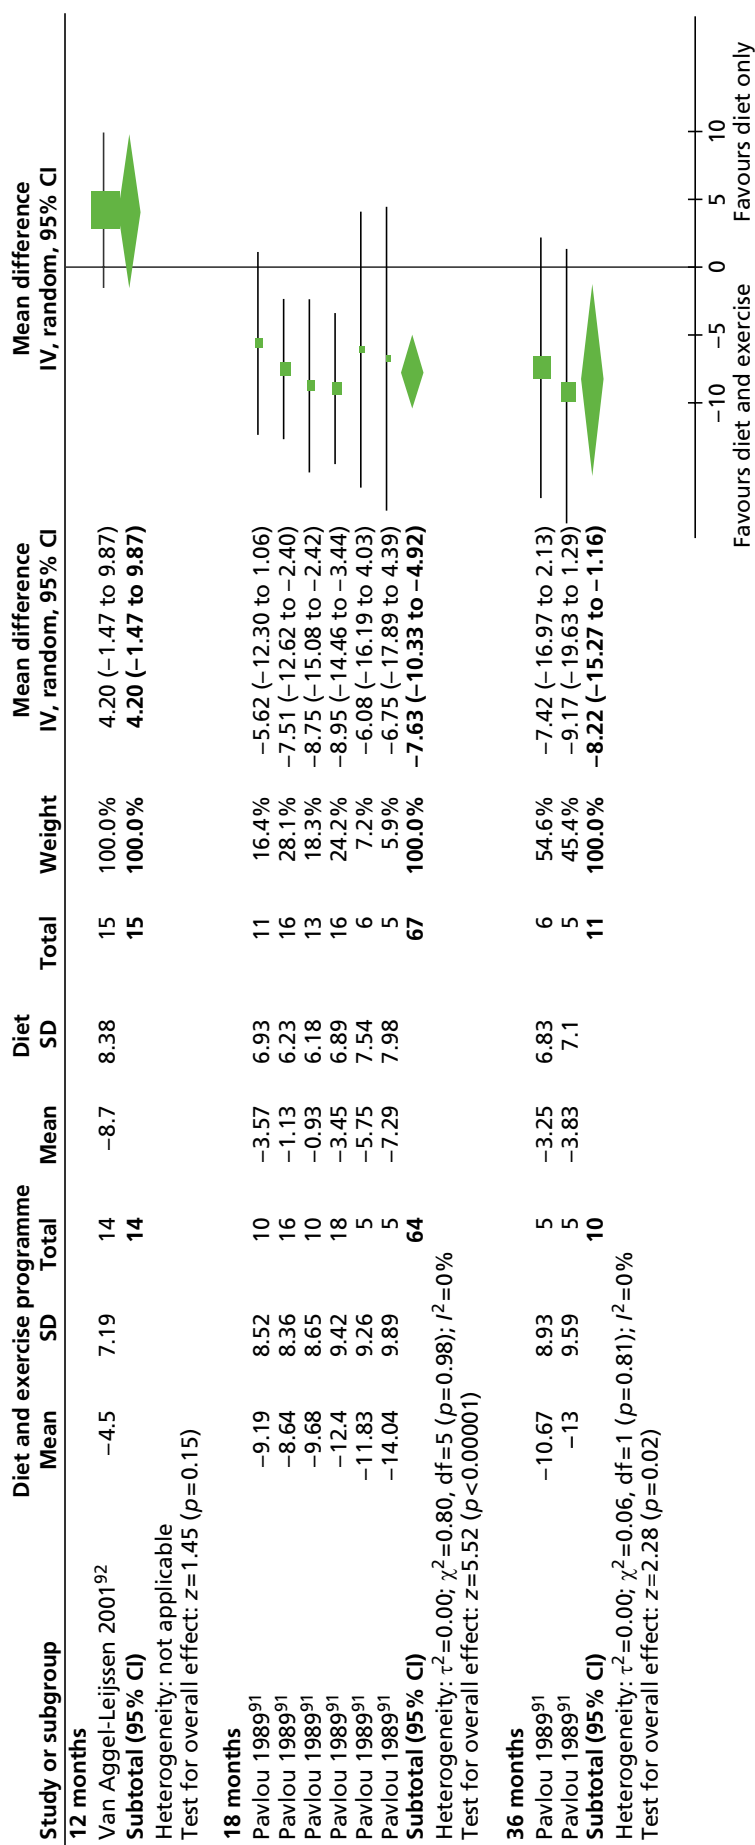 Diet and exercise programme Diet Mean difference Mean difference
Study or subgroup Mean SD Total Mean SD Total Weight IV, random, 95% CI IV, random, 95% CI
12 months
Van Aggel-Leijssen 2001⁹² −4.5 7.19 14 −8.7 8.38 15 100.0% 4.20 (−1.47 to 9.87)
Subtotal (95% CI) 14 15 100.0% 4.20 (−1.47 to 9.87)
Heterogeneity: not applicable
Test for overall effect: z=1.45 (p=0.15)
18 months
Pavlou 1989⁹¹ −9.19 8.52 10 −3.57 6.93 11 16.4% −5.62 (−12.30 to 1.06)
Pavlou 1989⁹¹ −8.64 8.36 16 −1.13 6.23 16 28.1% −7.51 (−12.62 to −2.40)
Pavlou 1989⁹¹ −9.68 8.65 10 −0.93 6.18 13 18.3% −8.75 (−15.08 to −2.42)
Pavlou 1989⁹¹ −12.4 9.42 18 −3.45 6.89 16 24.2% −8.95 (−14.46 to −3.44)
Pavlou 1989⁹¹ −11.83 9.26 5 −5.75 7.54 6 7.2% −6.08 (−16.19 to 4.03)
Pavlou 1989⁹¹ −14.04 9.89 5 −7.29 7.98 5 5.9% −6.75 (−17.89 to 4.39)
Subtotal (95% CI) 64 67 100.0% −7.63 (−10.33 to −4.92)
Heterogeneity: τ²=0.00; χ²=0.80, df=5 (p=0.98); I²=0%
Test for overall effect: z=5.52 (p<0.00001)
36 months
Pavlou 1989⁹¹ −10.67 8.93 5 −3.25 6.83 6 54.6% −7.42 (−16.97 to 2.13)
Pavlou 1989⁹¹ −13 9.59 5 −3.83 7.1 5 45.4% −9.17 (−19.63 to 1.29)
Subtotal (95% CI) 10 11 100.0% −8.22 (−15.27 to −1.16)
Heterogeneity: τ²=0.00; χ²=0.06, df=1 (p=0.81); I²=0%
Test for overall effect: z=2.28 (p=0.02)
−10 −5 0 5 10
Favours diet and exercise Favours diet only